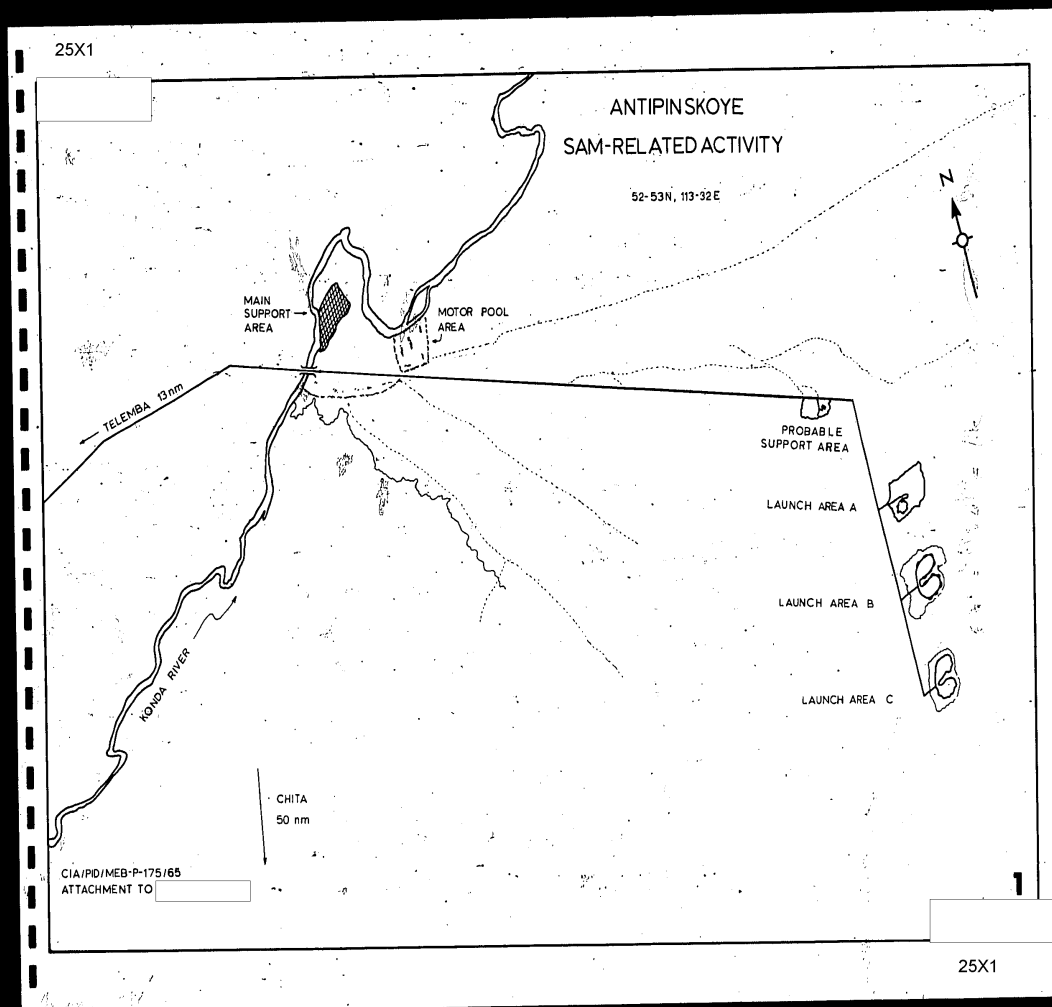 25X1
ANTIPINSKOYE
SAM-RELATED ACTIVITY
52-53N, 113-32E
N
MAIN
SUPPORT
AREA
MOTOR POOL
AREA
TELEMBA 13nm
PROBABLE
SUPPORT AREA
LAUNCH AREA A
LAUNCH AREA B
LAUNCH AREA C
KONDA RIVER
CHITA
50 nm
CIA/PID/MEB-P-175/65
ATTACHMENT TO
1
25X1